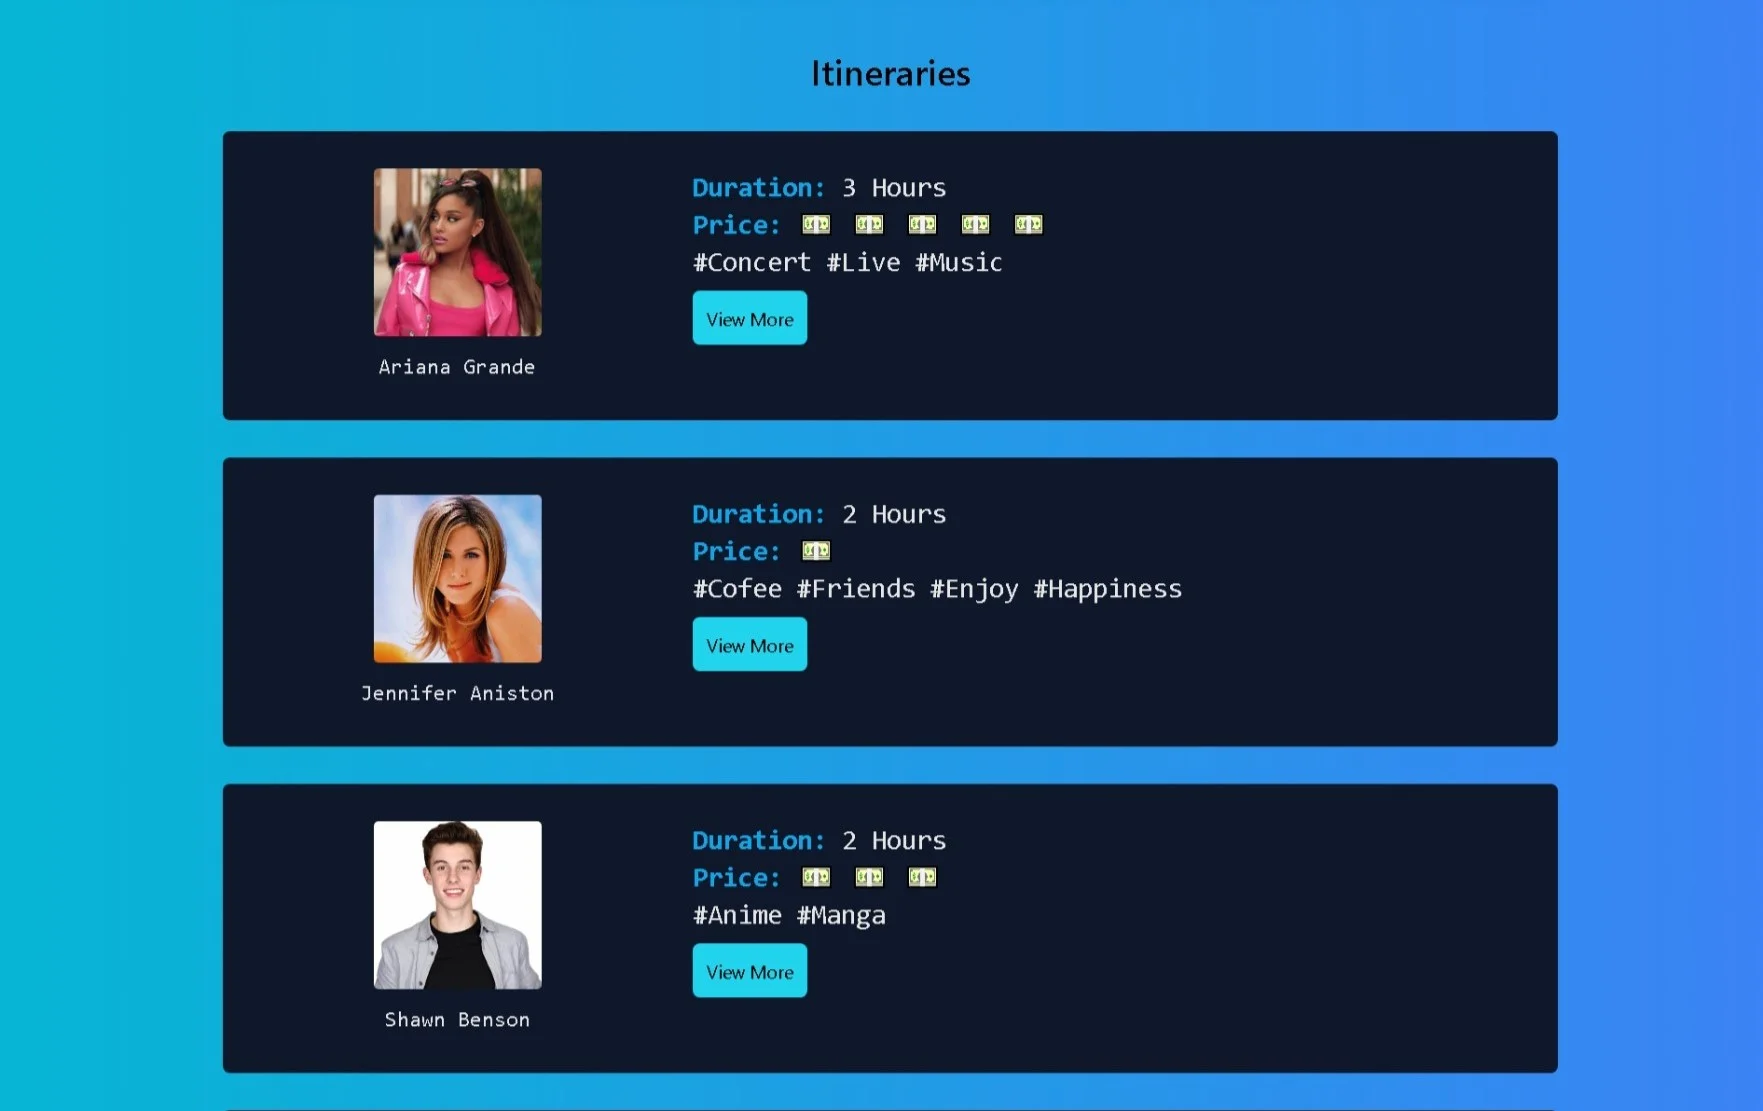 Itineraries
Duration: 3 Hours
Price:
#Concert #Live #Music
View More
Ariana Grande
Duration: 2 Hours
Price:
#Cofee #Friends #Enjoy #Happiness
View More
Jennifer Aniston
Duration: 2 Hours
Price:
#Anime #Manga
View More
Shawn Benson